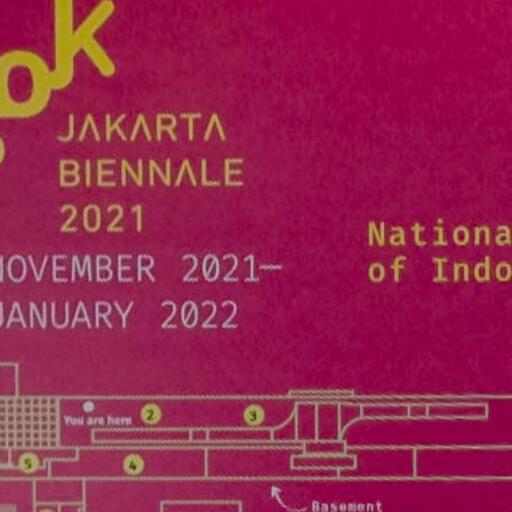 ok
JAKARTA
BIENNALE
2021
NOVEMBER 2021—
JANUARY 2022
Nationa
of Indo
You are here
2
3
5
4
Basement